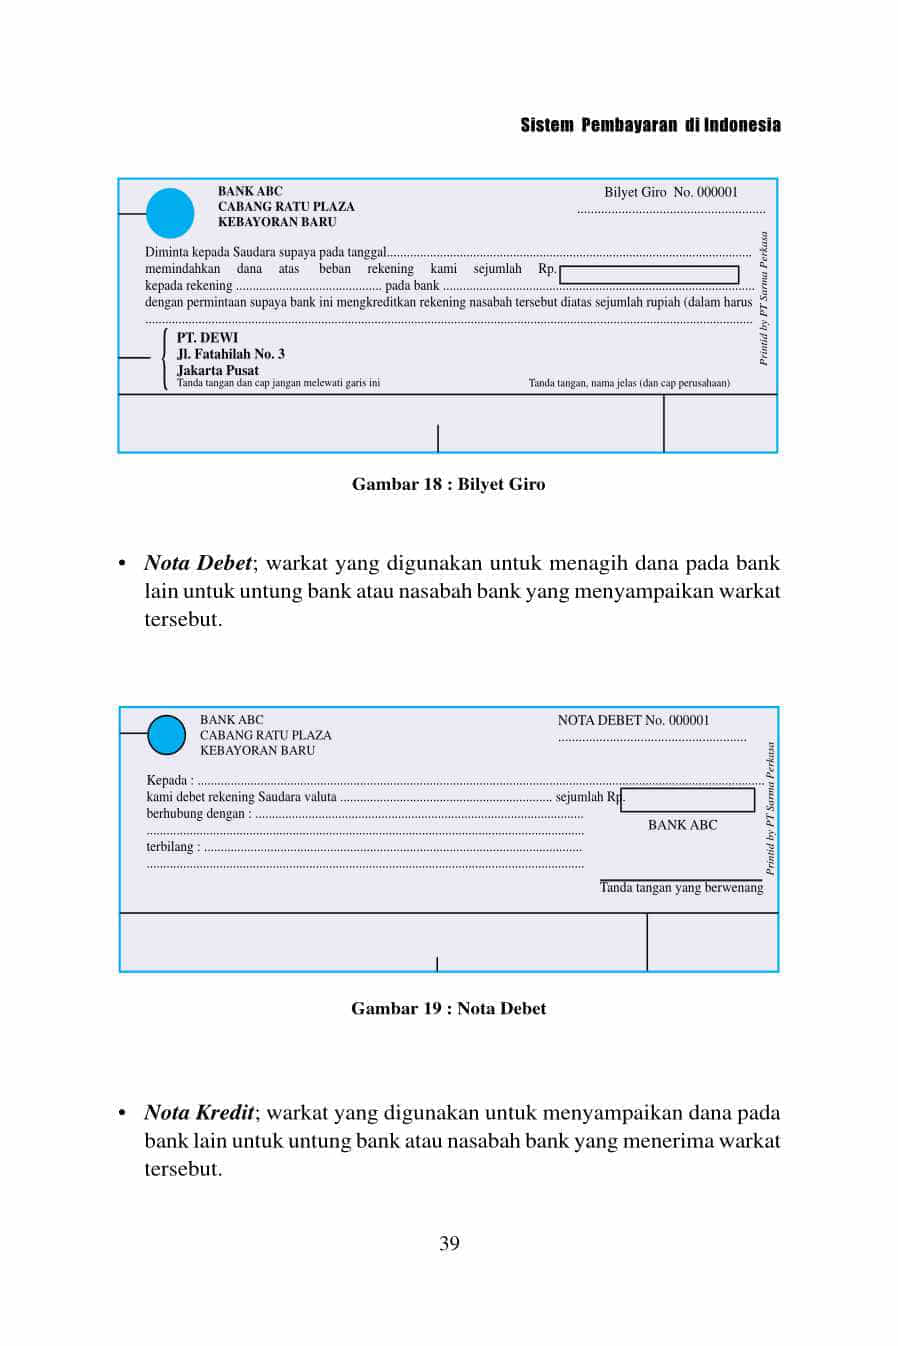 Sistem Pembayaran di Indonesia
BANK ABC
CABANG RATU PLAZA
KEBAYORAN BARU
Bilyet Giro No. 000001
........................................................
Diminta kepada Saudara supaya pada tanggal..............................................................................................................
memindahkan dana atas beban rekening kami sejumlah Rp.
kepada rekening ............................................ pada bank ..............................................................................................
dengan permintaan supaya bank ini mengkreditkan rekening nasabah tersebut diatas sejumlah rupiah (dalam harus
........................................................................................................................................................................................
PT. DEWI
Jl. Fatahilah No. 3
Jakarta Pusat
Tanda tangan dan cap jangan melewati garis ini
Tanda tangan, nama jelas (dan cap perusahaan)
Printid by PT Sarma Perkasa
Gambar 18 : Bilyet Giro
• Nota Debet; warkat yang digunakan untuk menagih dana pada bank
lain untuk untung bank atau nasabah bank yang menyampaikan warkat
tersebut.
BANK ABC
CABANG RATU PLAZA
KEBAYORAN BARU
NOTA DEBET No. 000001
........................................................
Kepada : ...........................................................................................................................................................................
kami debet rekening Saudara valuta ................................................................ sejumlah Rp.
berhubung dengan : ...................................................................................................
....................................................................................................................................
BANK ABC
terbilang : ..................................................................................................................
....................................................................................................................................
Tanda tangan yang berwenang
Printid by PT Sarma Perkasa
Gambar 19 : Nota Debet
• Nota Kredit; warkat yang digunakan untuk menyampaikan dana pada
bank lain untuk untung bank atau nasabah bank yang menerima warkat
tersebut.
39